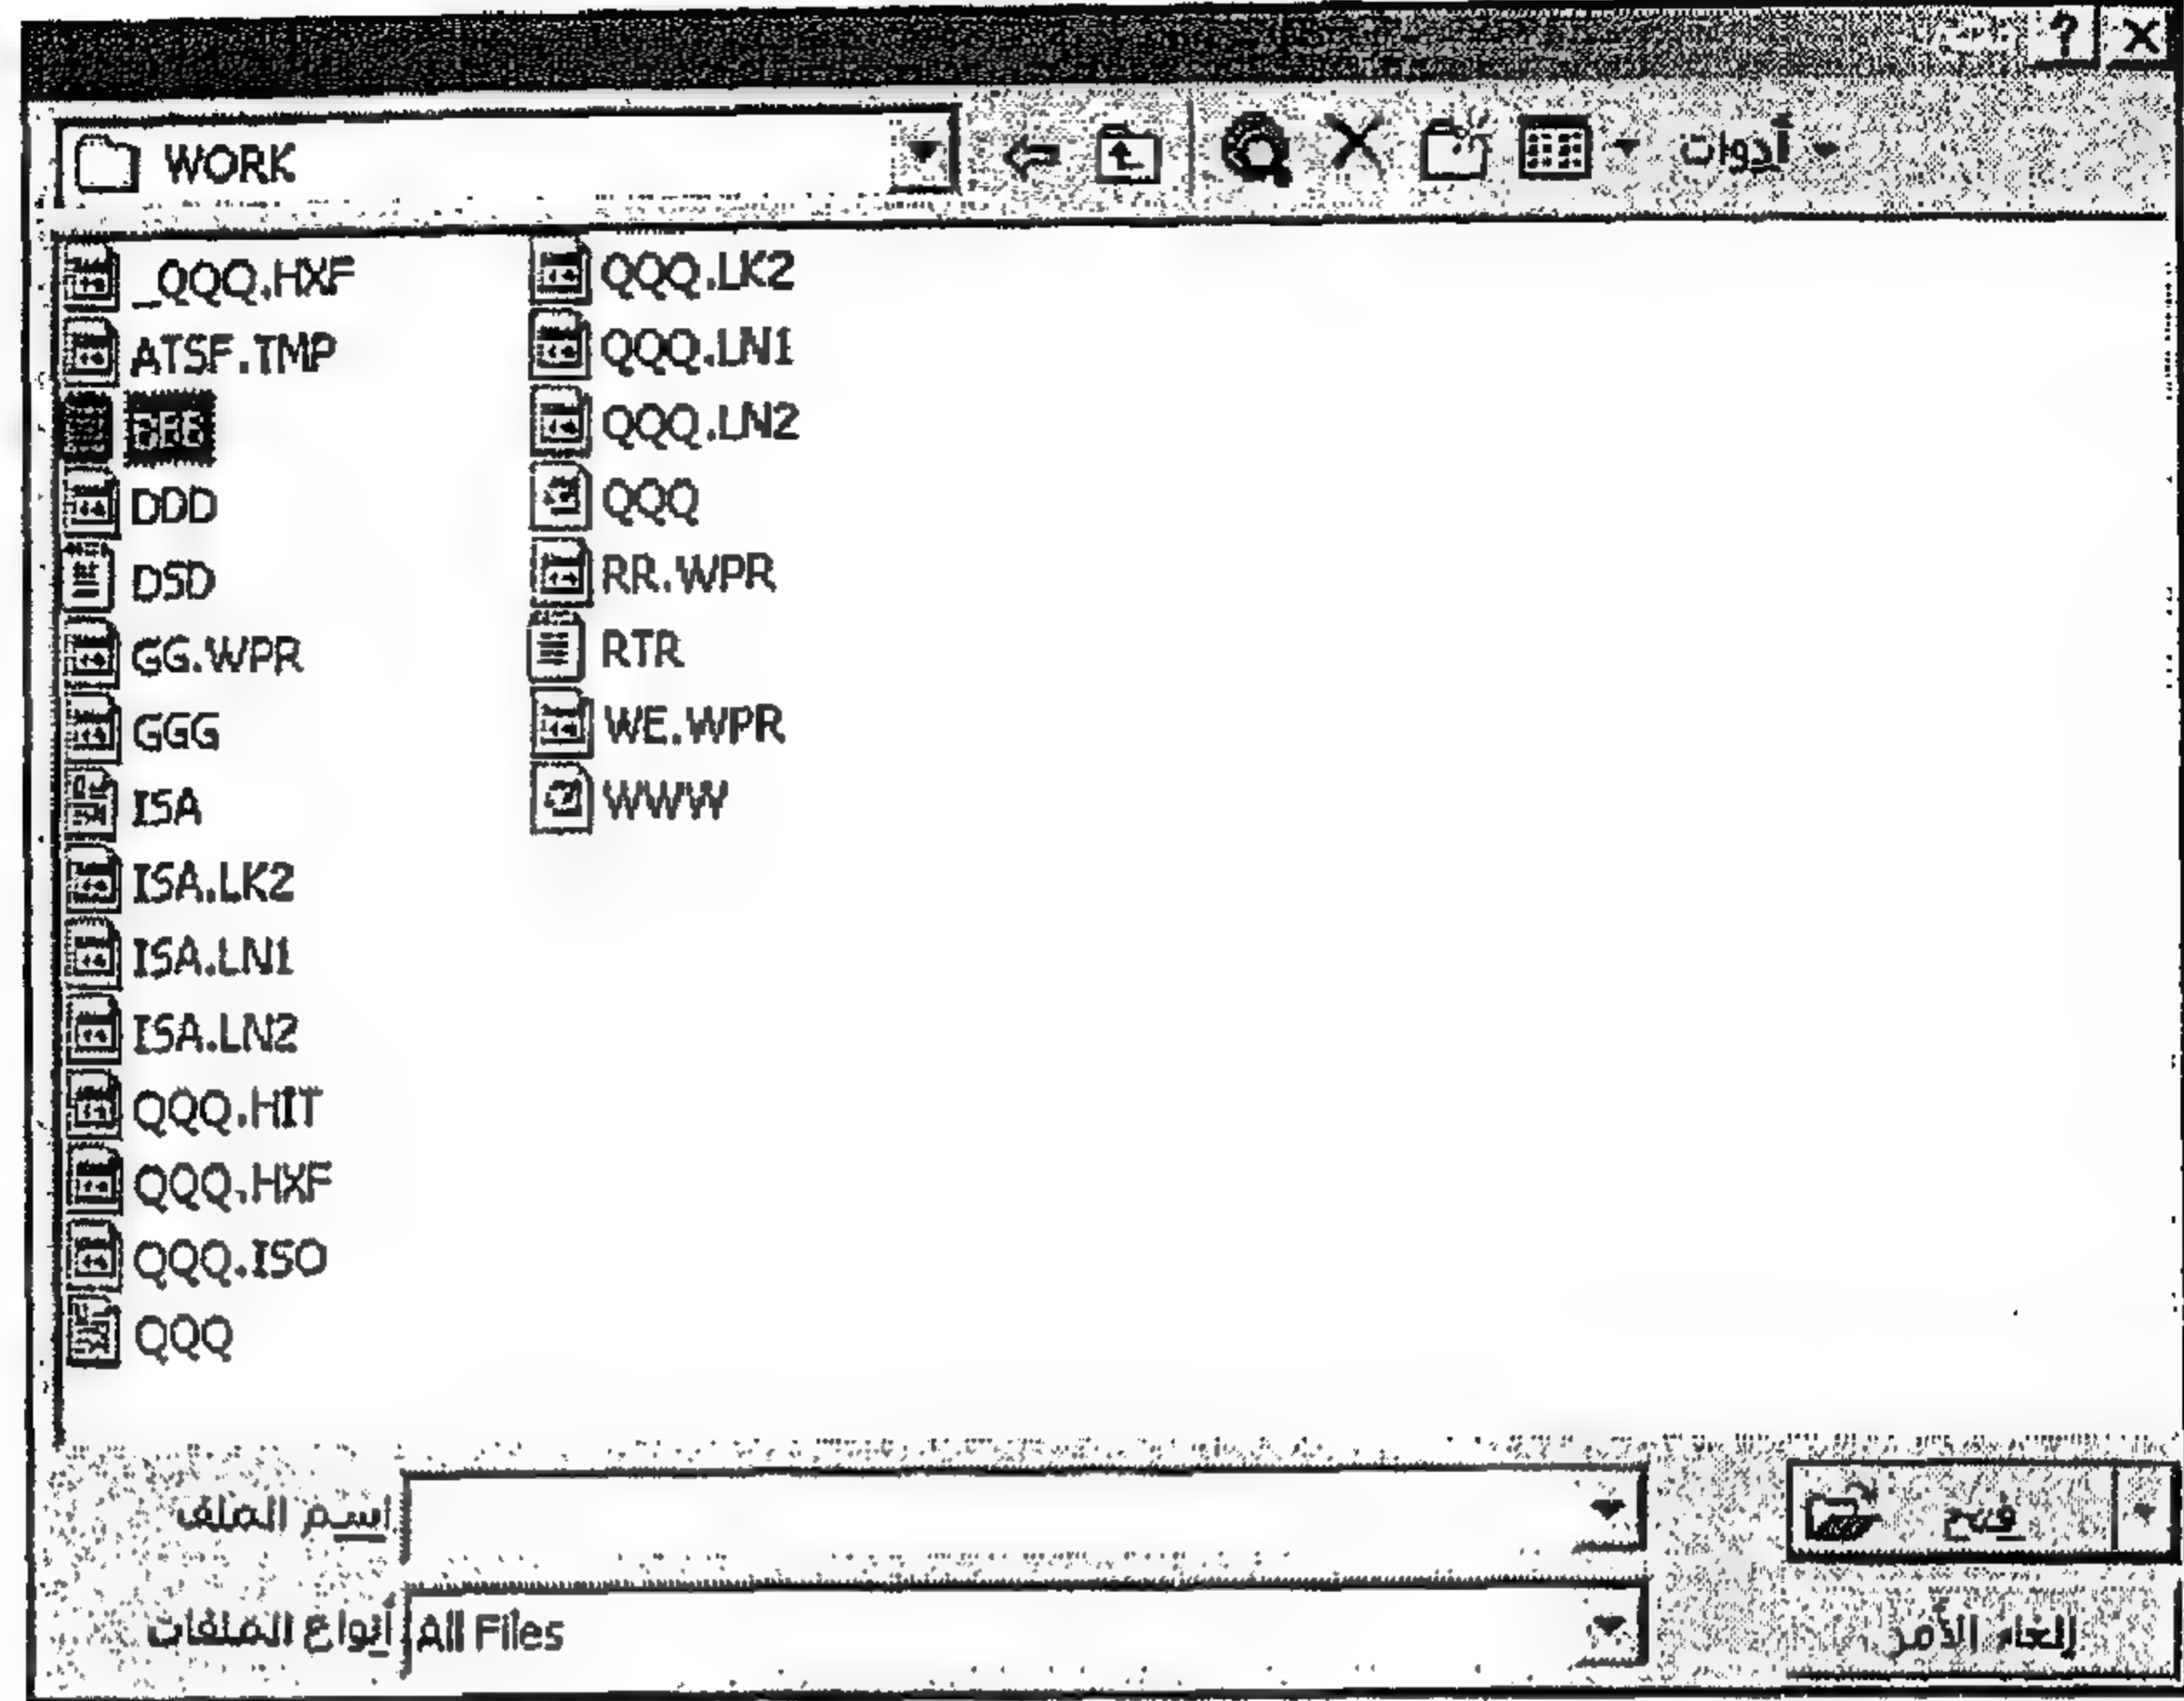 WORK
أدوات
_QQQ.HXF
ATSF.TMP
DDD
DSD
GG.WPR
GGG
ISA
ISA.LK2
ISA.LN1
ISA.LN2
QQQ.HIT
QQQ.HXF
QQQ.ISO
QQQ
QQQ.LK2
QQQ.LN1
QQQ.LN2
QQQ
RR.WPR
RTR
WE.WPR
WWW
اسم الملف
فتح
أنواع الملفات
All Files
إلغاء الأمر